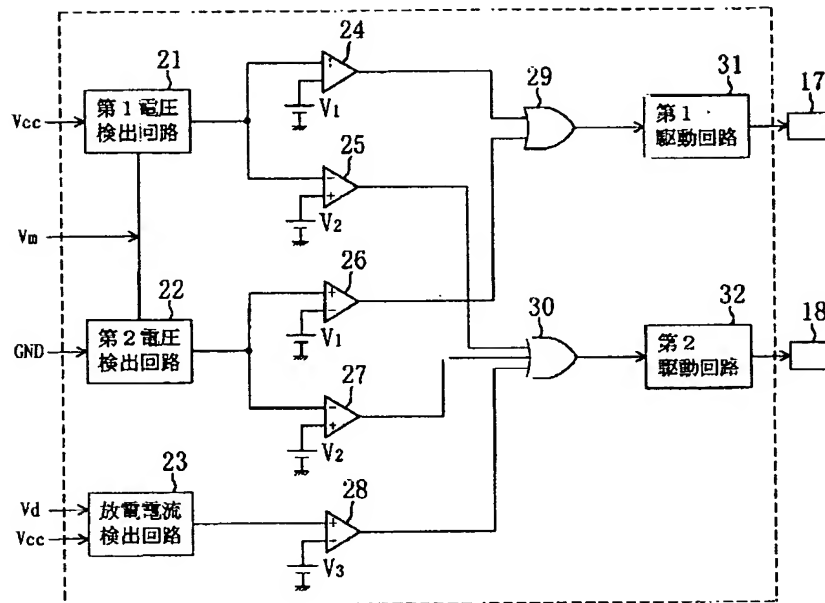 21
第1電圧
検出回路
Vcc
24
V1
25
V2
29
31
第1
駆動回路
17
Vm
22
第2電圧
検出回路
GND
26
V1
27
V2
30
32
第2
駆動回路
18
23
放電電流
検出回路
Vd
Vcc
28
V3